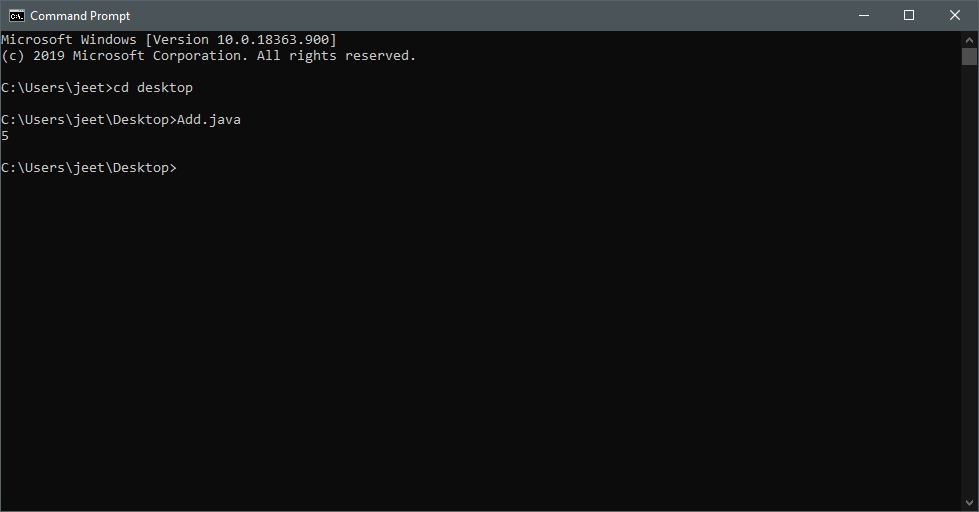 Command Prompt
Microsoft Windows [Version 10.0.18363.900]
(c) 2019 Microsoft Corporation. All rights reserved.
C:\Users\jeet>cd desktop
C:\Users\jeet\Desktop>Add.java
5
C:\Users\jeet\Desktop>